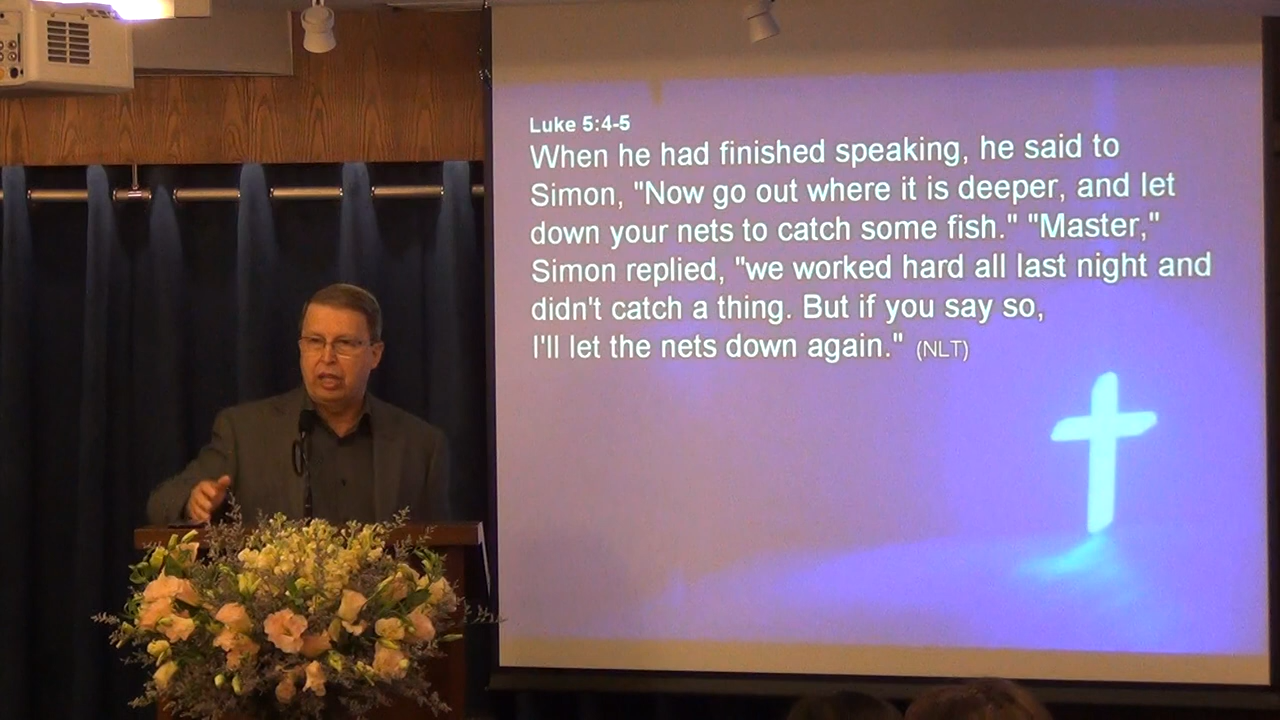 Luke 5:4-5
When he had finished speaking, he said to
Simon, "Now go out where it is deeper, and let
down your nets to catch some fish." "Master,"
Simon replied, "we worked hard all last night and
didn't catch a thing. But if you say so,
I'll let the nets down again." (NLT)